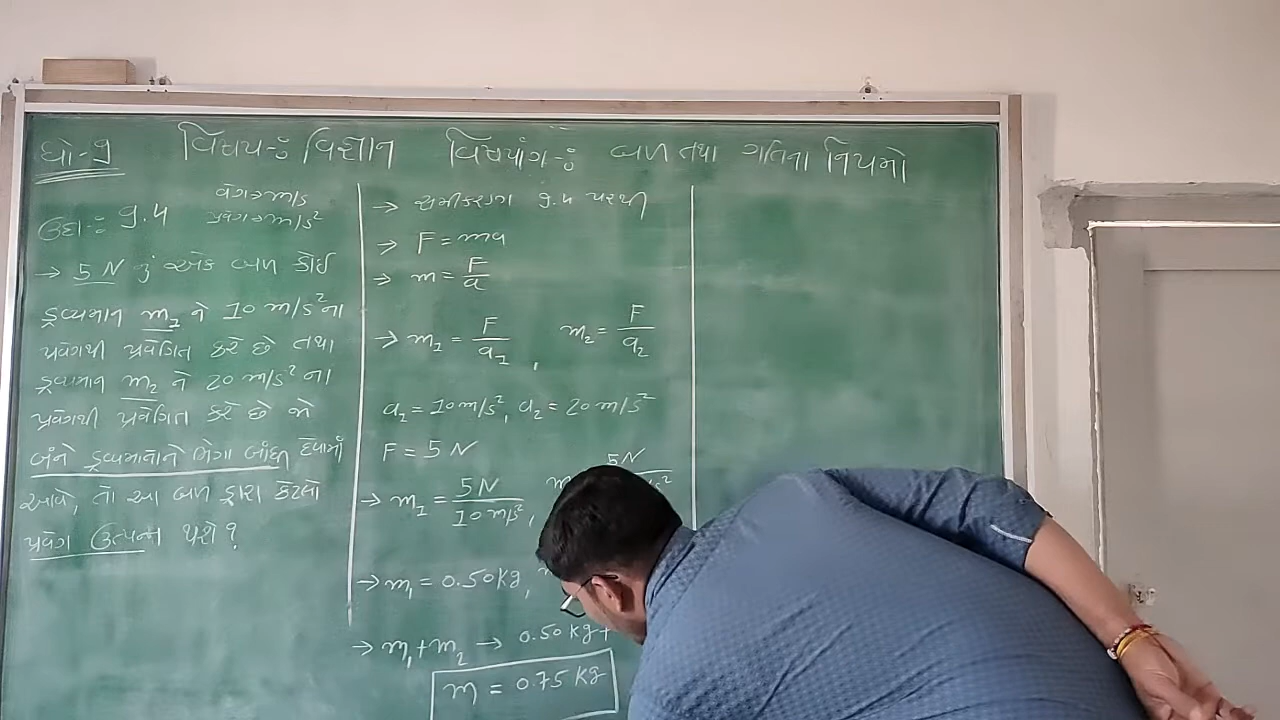 ધો-9 વિષય-ઃ વિજ્ઞાન વિષયાંગ-ઃ બળ તથા ગતિના નિયમો
વેગ→m/s
પ્રવેગ→m/s²
ઉદા-ઃ 9.4
→ 5 N નું એક બળ કોઈ
દ્રવ્યમાન m₁ ને 10 m/s² ના
પ્રવેગથી પ્રવેગિત કરે છે તથા
દ્રવ્યમાન m₂ ને 20 m/s² ના
પ્રવેગથી પ્રવેગિત કરે છે જો
બંને દ્રવ્યમાનોને ભેગા બાંધી દેવામાં
આવે, તો આ બળ દ્વારા કેટલો
પ્રવેગ ઉત્પન્ન થશે?
→ સમીકરણ 9.4 પરથી
→ F = ma
→ m = F/a
→ m₁ = F/a₁ , m₂ = F/a₂
a₂ = 10 m/s², a₂ = 20 m/s²
F = 5 N
→ m₁ = 5N/10 m/s², 5N
→ m₁ = 0.50 kg,
→ m₁ + m₂ → 0.50 kg +
m = 0.75 kg